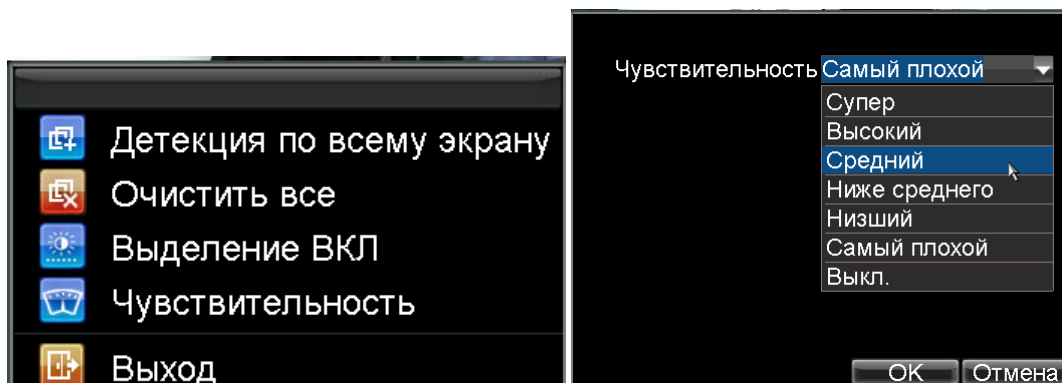 Детекция по всему экрану
Очистить все
Выделение ВКЛ
Чувствительность
Выход
Чувствительность Самый плохой
Супер
Высокий
Средний
Ниже среднего
Низший
Самый плохой
Выкл.
OK Отмена